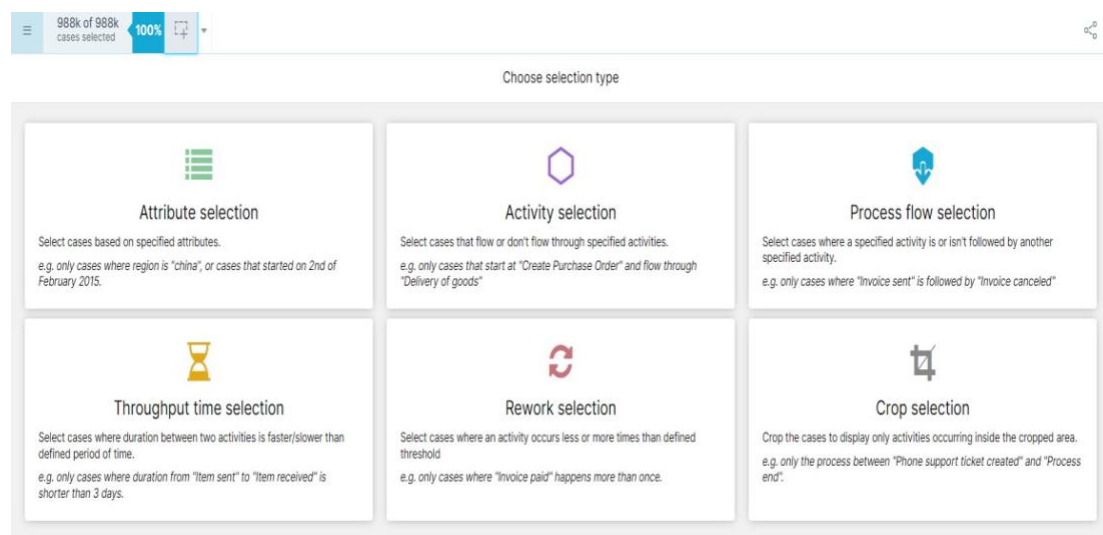 988k of 988k
cases selected
100%
Choose selection type
Attribute selection
Select cases based on specified attributes.
e.g. only cases where region is "china", or cases that started on 2nd of
February 2015.
Activity selection
Select cases that flow or don't flow through specified activities.
e.g. only cases that start at "Create Purchase Order" and flow through
"Delivery of goods"
Process flow selection
Select cases where a specified activity is or isn't followed by another
specified activity.
e.g. only cases where "Invoice sent" is followed by "Invoice canceled"
Throughput time selection
Select cases where duration between two activities is faster/slower than
defined period of time.
e.g. only cases where duration from "Item sent" to "Item received" is
shorter than 3 days.
Rework selection
Select cases where an activity occurs less or more times than defined
threshold
e.g. only cases where "Invoice paid" happens more than once.
Crop selection
Crop the cases to display only activities occurring inside the cropped area.
e.g. only the process between "Phone support ticket created" and "Process
end".